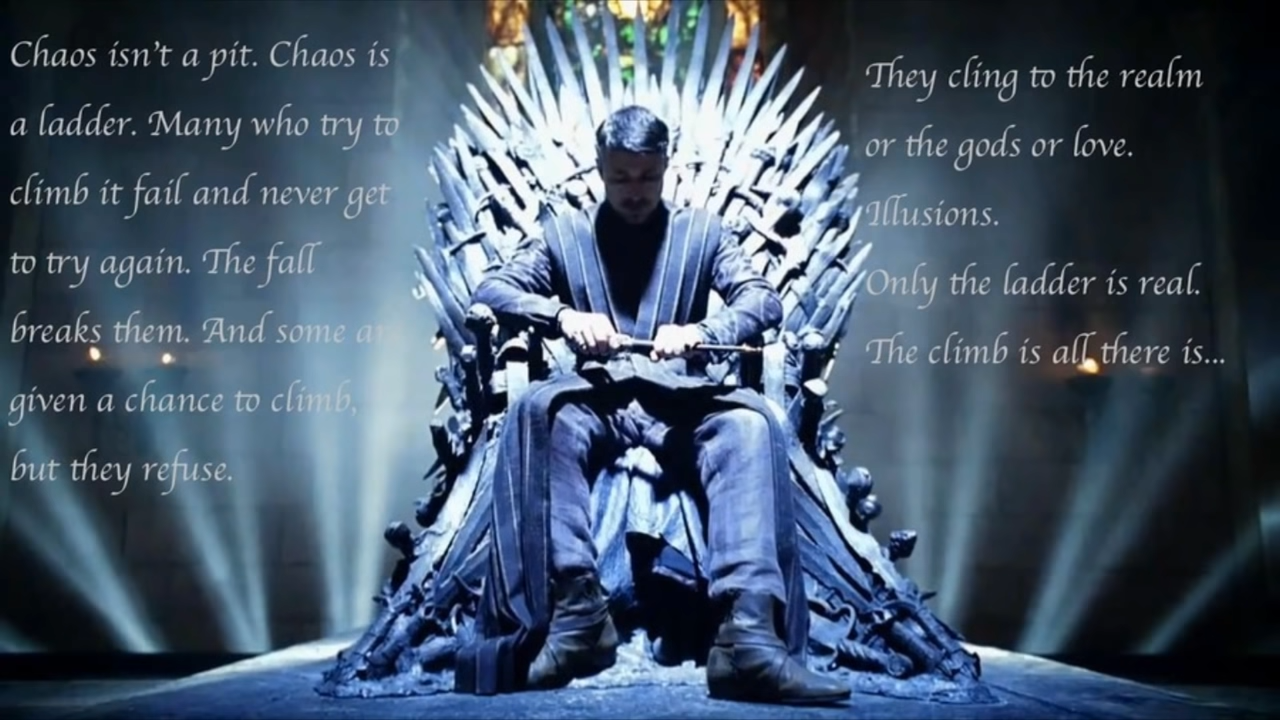 Chaos isn't a pit. Chaos is
a ladder. Many who try to
climb it fail and never get
to try again. The fall
breaks them. And some ar
given a chance to climb,
but they refuse.
They cling to the realm
or the gods or love.
Illusions.
Only the ladder is real.
The climb is all there is...